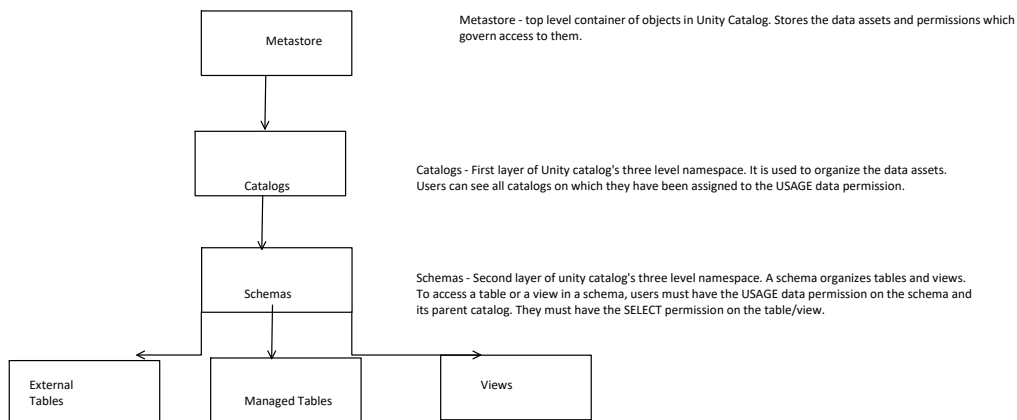 Metastore
Metastore - top level container of objects in Unity Catalog. Stores the data assets and permissions which
govern access to them.
Catalogs
Catalogs - First layer of Unity catalog's three level namespace. It is used to organize the data assets.
Users can see all catalogs on which they have been assigned to the USAGE data permission.
Schemas
Schemas - Second layer of unity catalog's three level namespace. A schema organizes tables and views.
To access a table or a view in a schema, users must have the USAGE data permission on the schema and
its parent catalog. They must have the SELECT permission on the table/view.
External
Tables
Managed Tables
Views